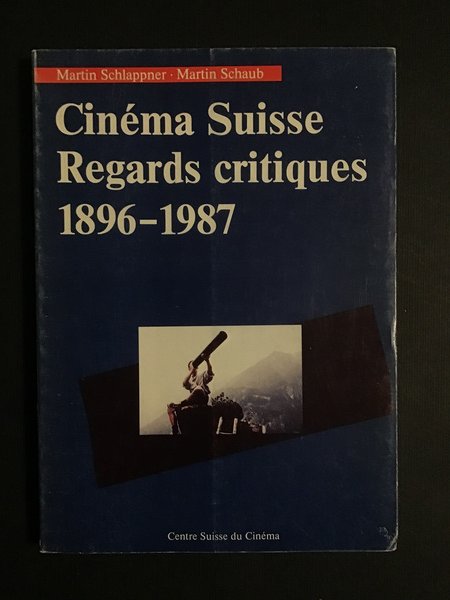 Martin Schlappner · Martin Schaub
Cinéma Suisse
Regards critiques
1896–1987
Centre Suisse du Cinéma